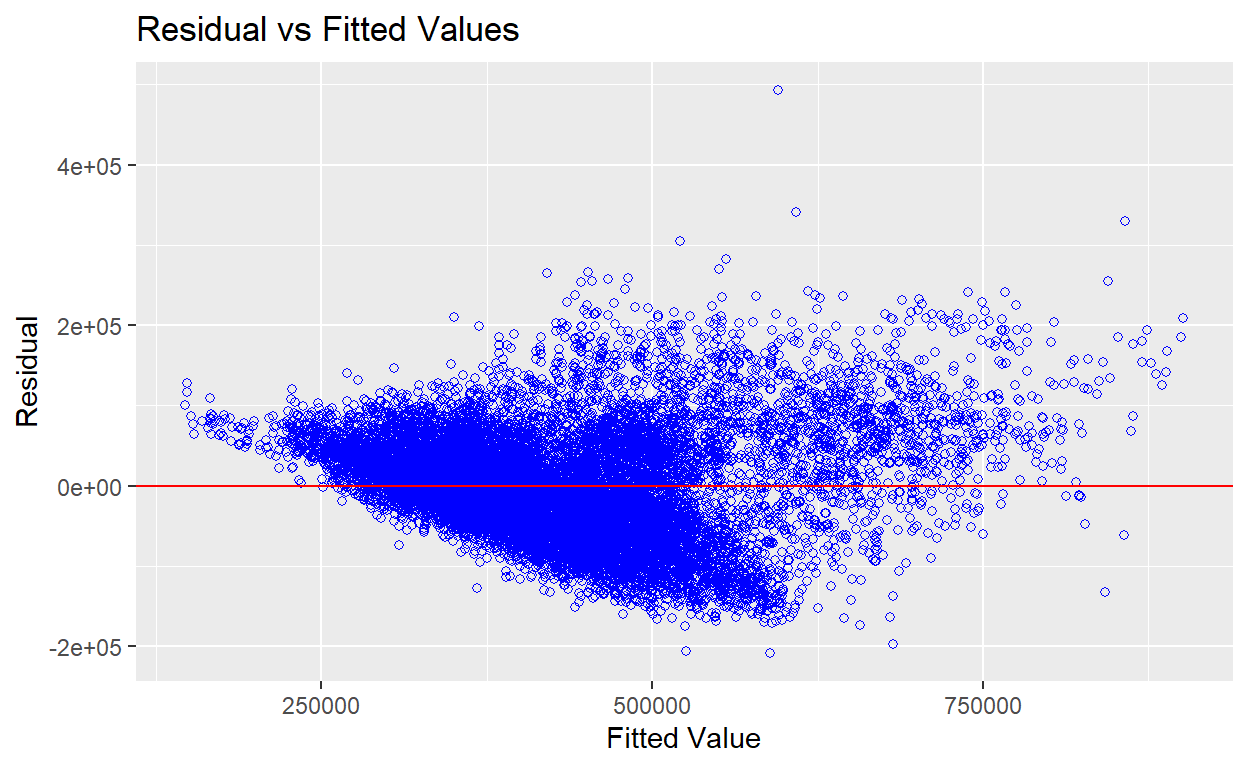 Residual vs Fitted Values
4e+05
2e+05
0e+00
-2e+05
Residual
250000 500000 750000
Fitted Value